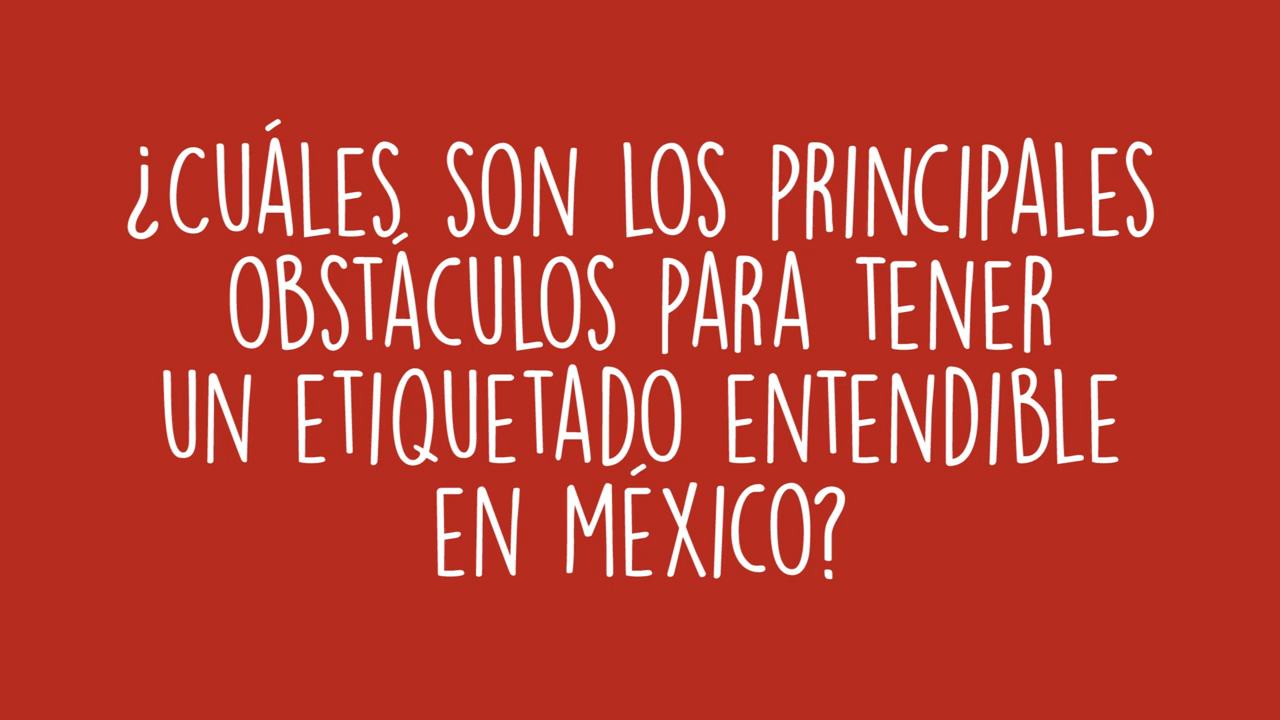 ¿CUÁLES SON LOS PRINCIPALES
OBSTÁCULOS PARA TENER
UN ETIQUETADO ENTENDIBLE
EN MÉXICO?